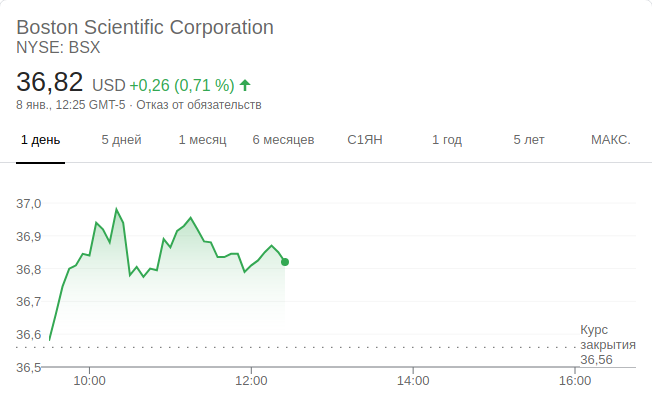 Boston Scientific Corporation
NYSE: BSX
36,82 USD +0,26 (0,71 %)
8 янв., 12:25 GMT-5 · Отказ от обязательств
1 день 5 дней 1 месяц 6 месяцев С1ЯН 1 год 5 лет МАКС.
37,0
36,9
36,8
36,7
36,6
36,5
Курс
закрытия
36,56
10:00 12:00 14:00 16:00